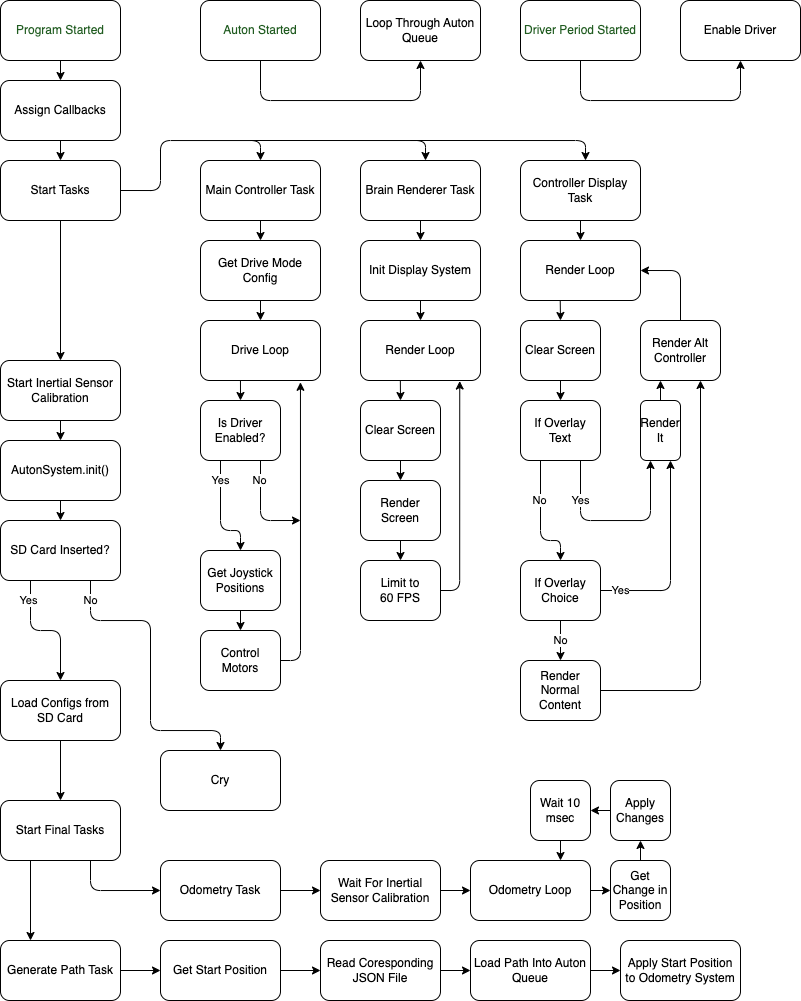 Program Started
Auton Started
Loop Through Auton
Queue
Driver Period Started
Enable Driver
Assign Callbacks
Start Tasks
Main Controller Task
Brain Renderer Task
Controller Display
Task
Get Drive Mode
Config
Init Display System
Render Loop
Drive Loop
Render Loop
Clear Screen
Render Alt
Controller
Start Inertial Sensor
Calibration
Is Driver
Enabled?
Clear Screen
If Overlay
Text
Render
It
AutonSystem.init()
Yes
No
Render
Screen
No
Yes
SD Card Inserted?
Get Joystick
Positions
Limit to
60 FPS
If Overlay
Choice
Yes
Yes
No
Control
Motors
No
Render
Normal
Content
Load Configs from
SD Card
Cry
Start Final Tasks
Wait 10
msec
Apply
Changes
Odometry Task
Wait For Inertial
Sensor Calibration
Odometry Loop
Get
Change in
Position
Generate Path Task
Get Start Position
Read Coresponding
JSON File
Load Path Into Auton
Queue
Apply Start Position
to Odometry System